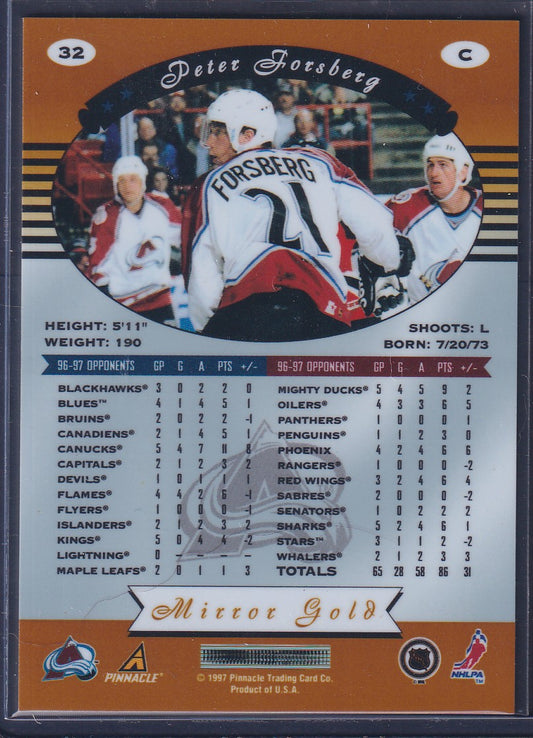 32
Peter Forsberg
C
FORSBERG
21
HEIGHT: 5'11"
WEIGHT: 190
SHOOTS: L
BORN: 7/20/73
96-97 OPPONENTS GP G A PTS +/-
BLACKHAWKS® 3 0 2 2 0
BLUES™ 4 1 4 5 1
BRUINS® 2 0 2 2 -1
CANADIENS® 2 1 4 5 1
CANUCKS® 5 4 7 11 8
CAPITALS® 2 1 2 3 2
DEVILS® 1 0 1 1
FLAMES® 4 4 2 6 -1
FLYERS® 1 0 0 0 -1
ISLANDERS® 2 1 2 3 2
KINGS® 5 0 4 4 -2
LIGHTNING® 0 – – – –
MAPLE LEAFS® 2 0 1 1 3
96-97 OPPONENTS GP G A PTS +/-
MIGHTY DUCKS® 5 4 5 9 2
OILERS® 4 3 3 6 5
PANTHERS® 1 0 0 0 1
PENGUINS® 1 1 2 3 0
PHOENIX 4 2 4 6 6
RANGERS® 1 0 0 0 -2
RED WINGS® 3 2 4 6 4
SABRES® 2 0 0 0 -2
SENATORS® 1 0 2 2 2
SHARKS® 5 2 4 6 1
STARS™ 3 1 1 2 -2
WHALERS® 2 1 2 3 3
TOTALS 65 28 58 86 31
Mirror Gold
PINNACLE
© 1997 Pinnacle Trading Card Co.
Product of U.S.A.
NHLPA